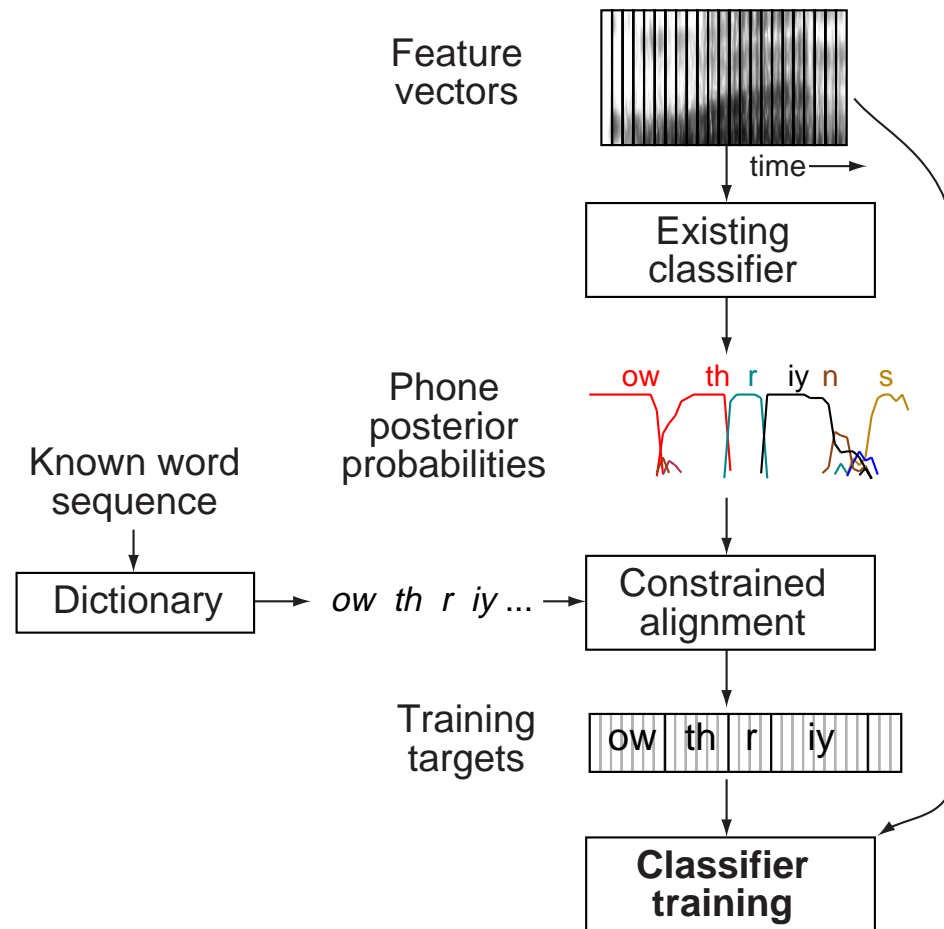 Feature
vectors
time
Existing
classifier
ow th r iy n s
Phone
posterior
probabilities
Known word
sequence
Dictionary
ow th r iy ...
Constrained
alignment
Training
targets
ow th r iy
Classifier
training